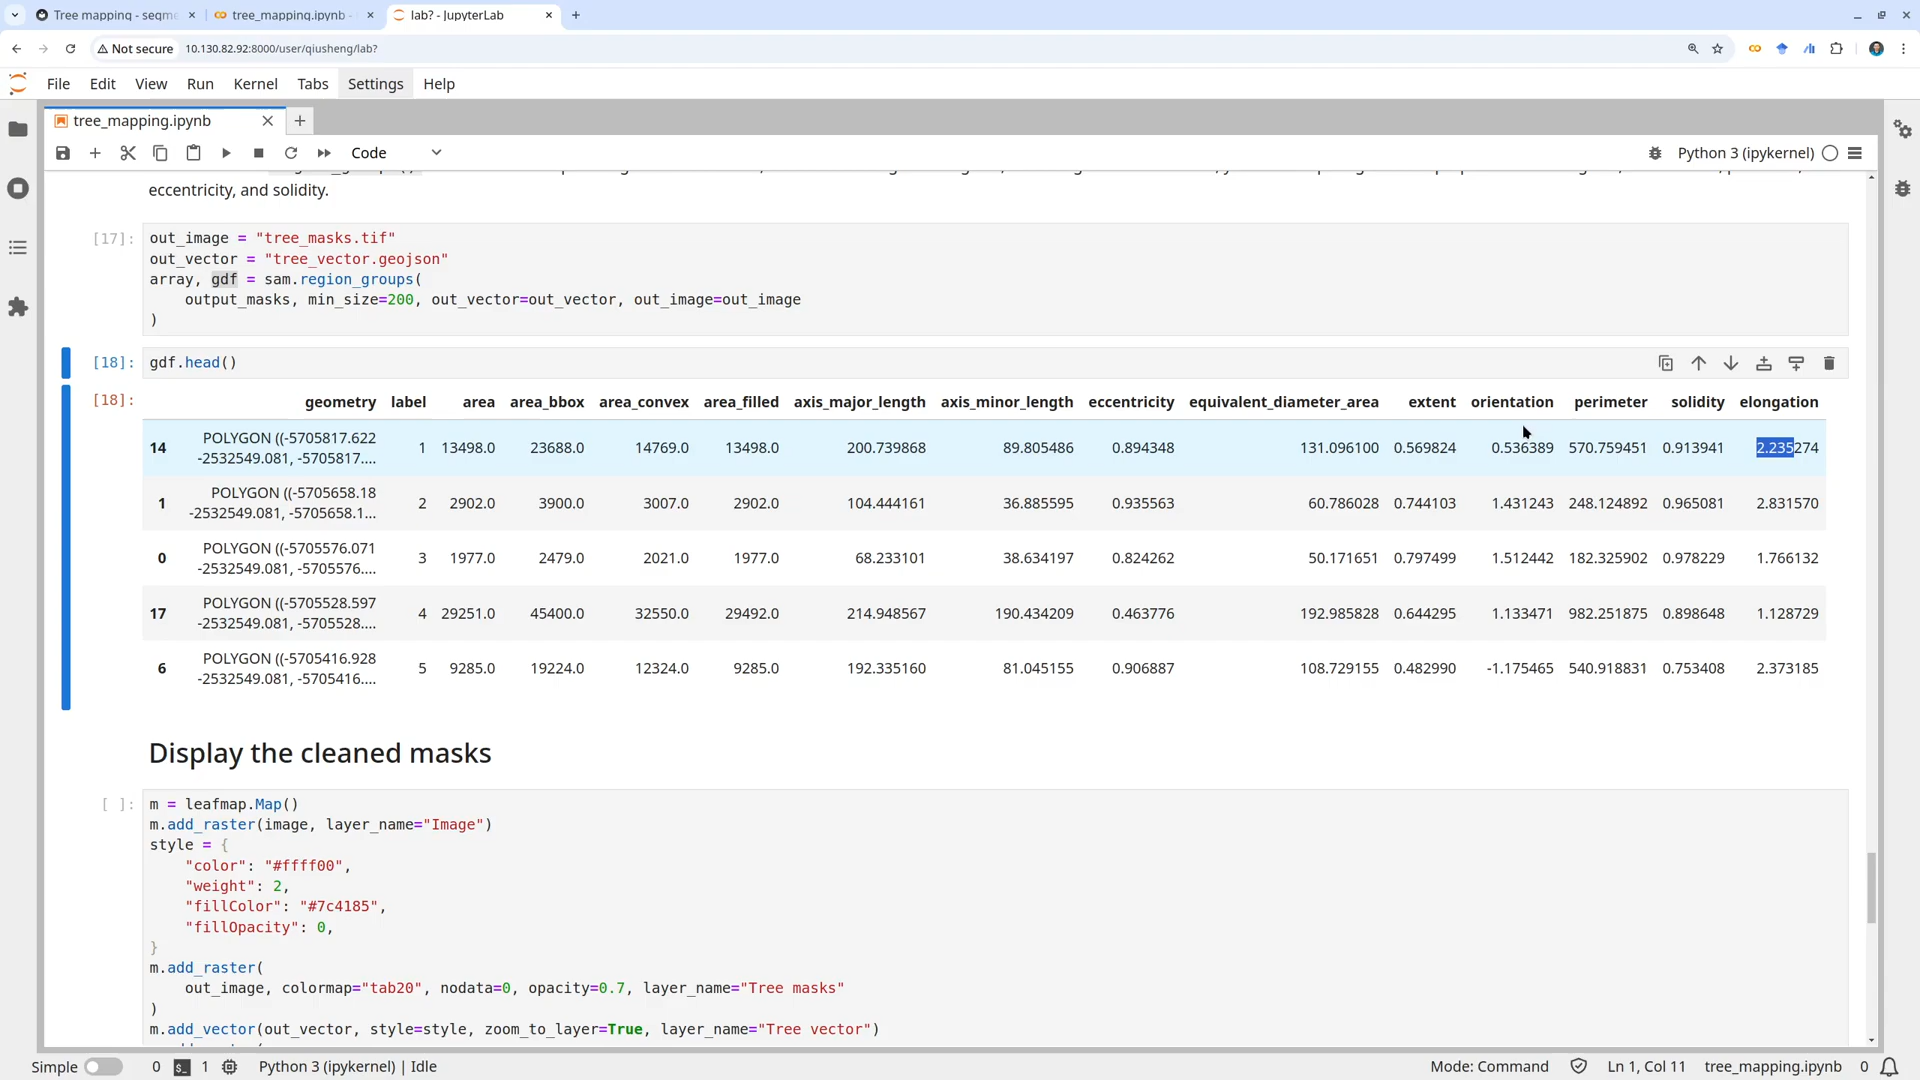 Tree mapping - segme
tree_mapping.ipynb -
lab? - JupyterLab
Not secure
10.130.82.92:8000/user/qiusheng/lab?
File Edit View Run Kernel Tabs Settings Help
tree_mapping.ipynb
Code
Python 3 (ipykernel)
eccentricity, and solidity.
[17]:
out_image = "tree_masks.tif"
out_vector = "tree_vector.geojson"
array, gdf = sam.region_groups(
output_masks, min_size=200, out_vector=out_vector, out_image=out_image
)
[18]: gdf.head()
[18]: geometry label area area_bbox area_convex area_filled axis_major_length axis_minor_length eccentricity equivalent_diameter_area extent orientation perimeter solidity elongation
14 POLYGON ((-5705817.622 -2532549.081, -5705817.... 1 13498.0 23688.0 14769.0 13498.0 200.739868 89.805486 0.894348 131.096100 0.569824 0.536389 570.759451 0.913941 2.235274
1 POLYGON ((-5705658.18 -2532549.081, -5705658.1... 2 2902.0 3900.0 3007.0 2902.0 104.444161 36.885595 0.935563 60.786028 0.744103 1.431243 248.124892 0.965081 2.831570
0 POLYGON ((-5705576.071 -2532549.081, -5705576.... 3 1977.0 2479.0 2021.0 1977.0 68.233101 38.634197 0.824262 50.171651 0.797499 1.512442 182.325902 0.978229 1.766132
17 POLYGON ((-5705528.597 -2532549.081, -5705528.... 4 29251.0 45400.0 32550.0 29492.0 214.948567 190.434209 0.463776 192.985828 0.644295 1.133471 982.251875 0.898648 1.128729
6 POLYGON ((-5705416.928 -2532549.081, -5705416.... 5 9285.0 19224.0 12324.0 9285.0 192.335160 81.045155 0.906887 108.729155 0.482990 -1.175465 540.918831 0.753408 2.373185
Display the cleaned masks
[ ]:
m = leafmap.Map()
m.add_raster(image, layer_name="Image")
style = {
"color": "#ffff00",
"weight": 2,
"fillColor": "#7c4185",
"fillOpacity": 0,
}
m.add_raster(
out_image, colormap="tab20", nodata=0, opacity=0.7, layer_name="Tree masks"
)
m.add_vector(out_vector, style=style, zoom_to_layer=True, layer_name="Tree vector")
Simple 0 1 Python 3 (ipykernel) | Idle Mode: Command Ln 1, Col 11 tree_mapping.ipynb 0